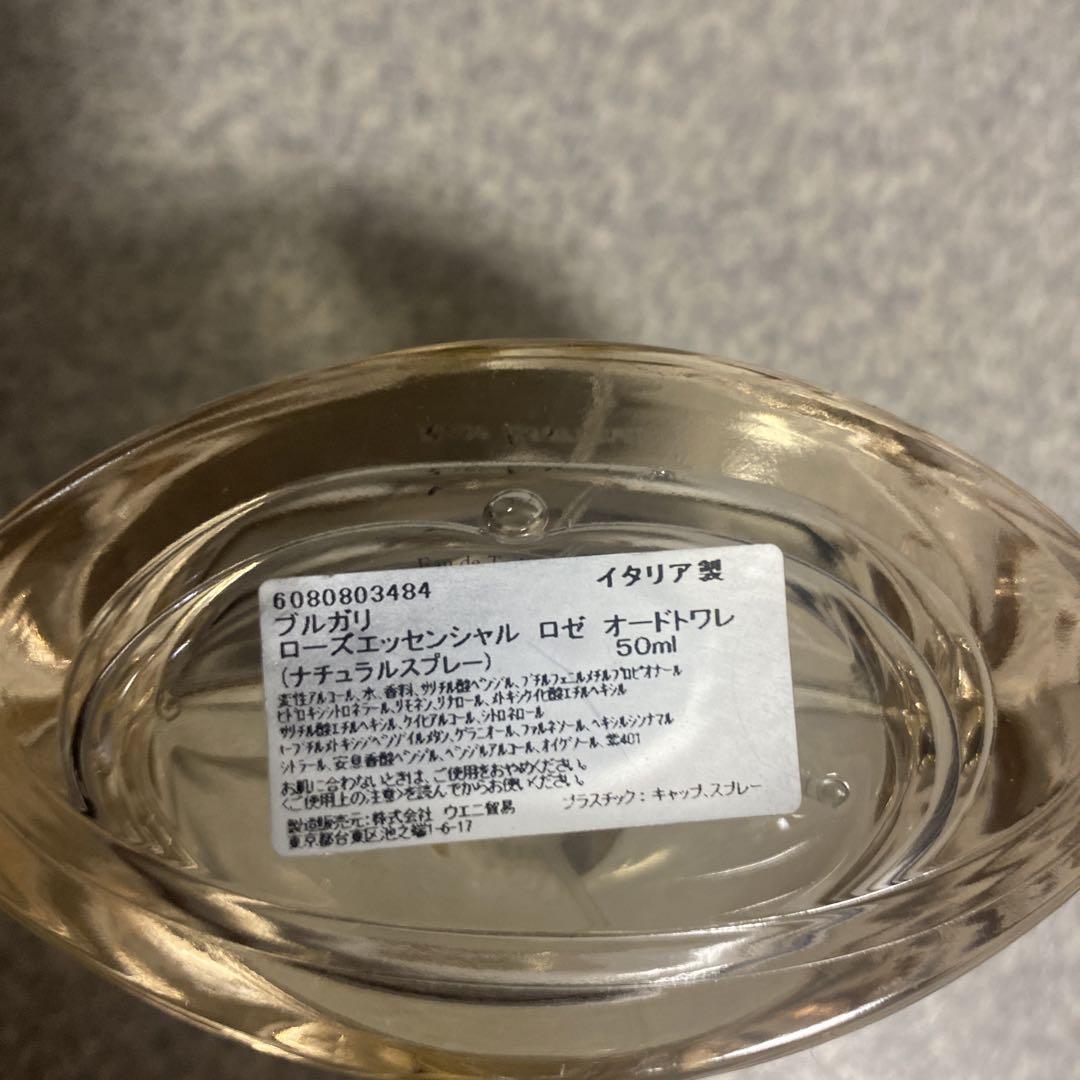 Eau de T
6080803484 イタリア製
ブルガリ
ローズエッセンシャル ロゼ オードトワレ
(ナチュラルスプレー) 50ml
変性アルコール、水、香料、サリチル酸ベンジル、ブチルフェニルメチルプロピオナール
ヒドロキシシトロネラール、リモネン、リナロール、メトキシケイヒ酸エチルヘキシル
サリチル酸エチルヘキシル、ケイヒアルコール、シトロネロール
t-ブチルメトキシジベンゾイルメタン、ゲラニオール、ファルネソール、ヘキシルシンナマル
シトラール、安息香酸ベンジル、ベンジルアルコール、オイゲノール、紫401
お肌に合わないときは、ご使用をおやめください。
〈ご使用上の注意〉を読んでからお使いください。
製造販売元:株式会社 ウエニ貿易 プラスチック:キャップ、スプレー
東京都台東区池之端1-6-17